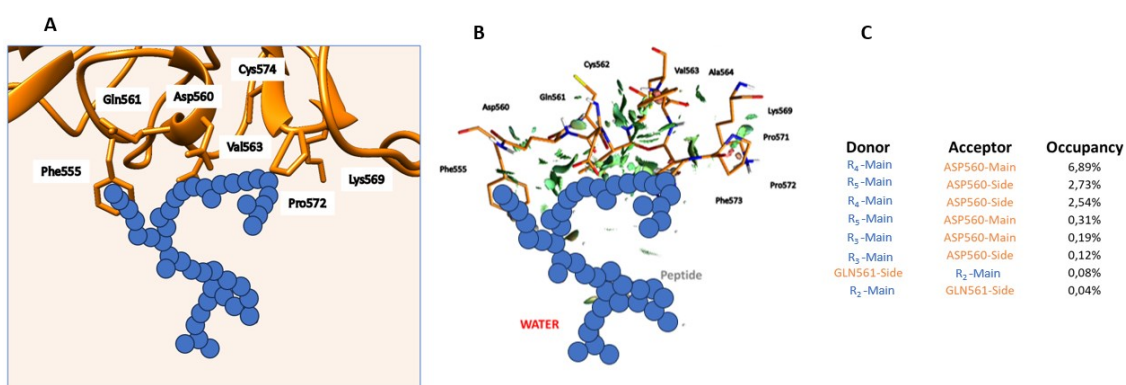 A
Cys574
Gln561
Asp560
Val563
Phe555
Lys569
Pro572
B
Cys562
Val563
Ala564
Asp560
Gln561
Lys569
Pro571
Phe555
Pro572
Phe573
Peptide
WATER
C
Donor Acceptor Occupancy
R4-Main ASP560-Main 6,89%
R5-Main ASP560-Side 2,73%
R4-Main ASP560-Side 2,54%
R5-Main ASP560-Main 0,31%
R3-Main ASP560-Main 0,19%
R3-Main ASP560-Side 0,12%
GLN561-Side R2-Main 0,08%
R2-Main GLN561-Side 0,04%